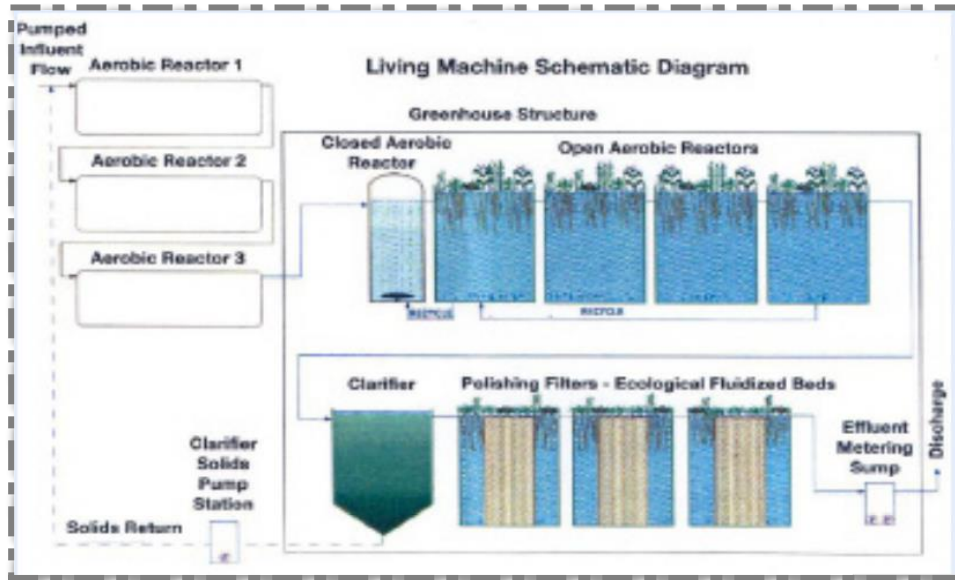 Pumped
Influent
Flow
Aerobic Reactor 1
Living Machine Schematic Diagram
Greenhouse Structure
Closed Aerobic
Reactor
Open Aerobic Reactors
Aerobic Reactor 2
Aerobic Reactor 3
RECYCLE
RECYCLE
Clarifier
Polishing Filters - Ecological Fluidized Beds
Effluent
Metering
Sump
Discharge
Clarifier
Solids
Pump
Station
Solids Return